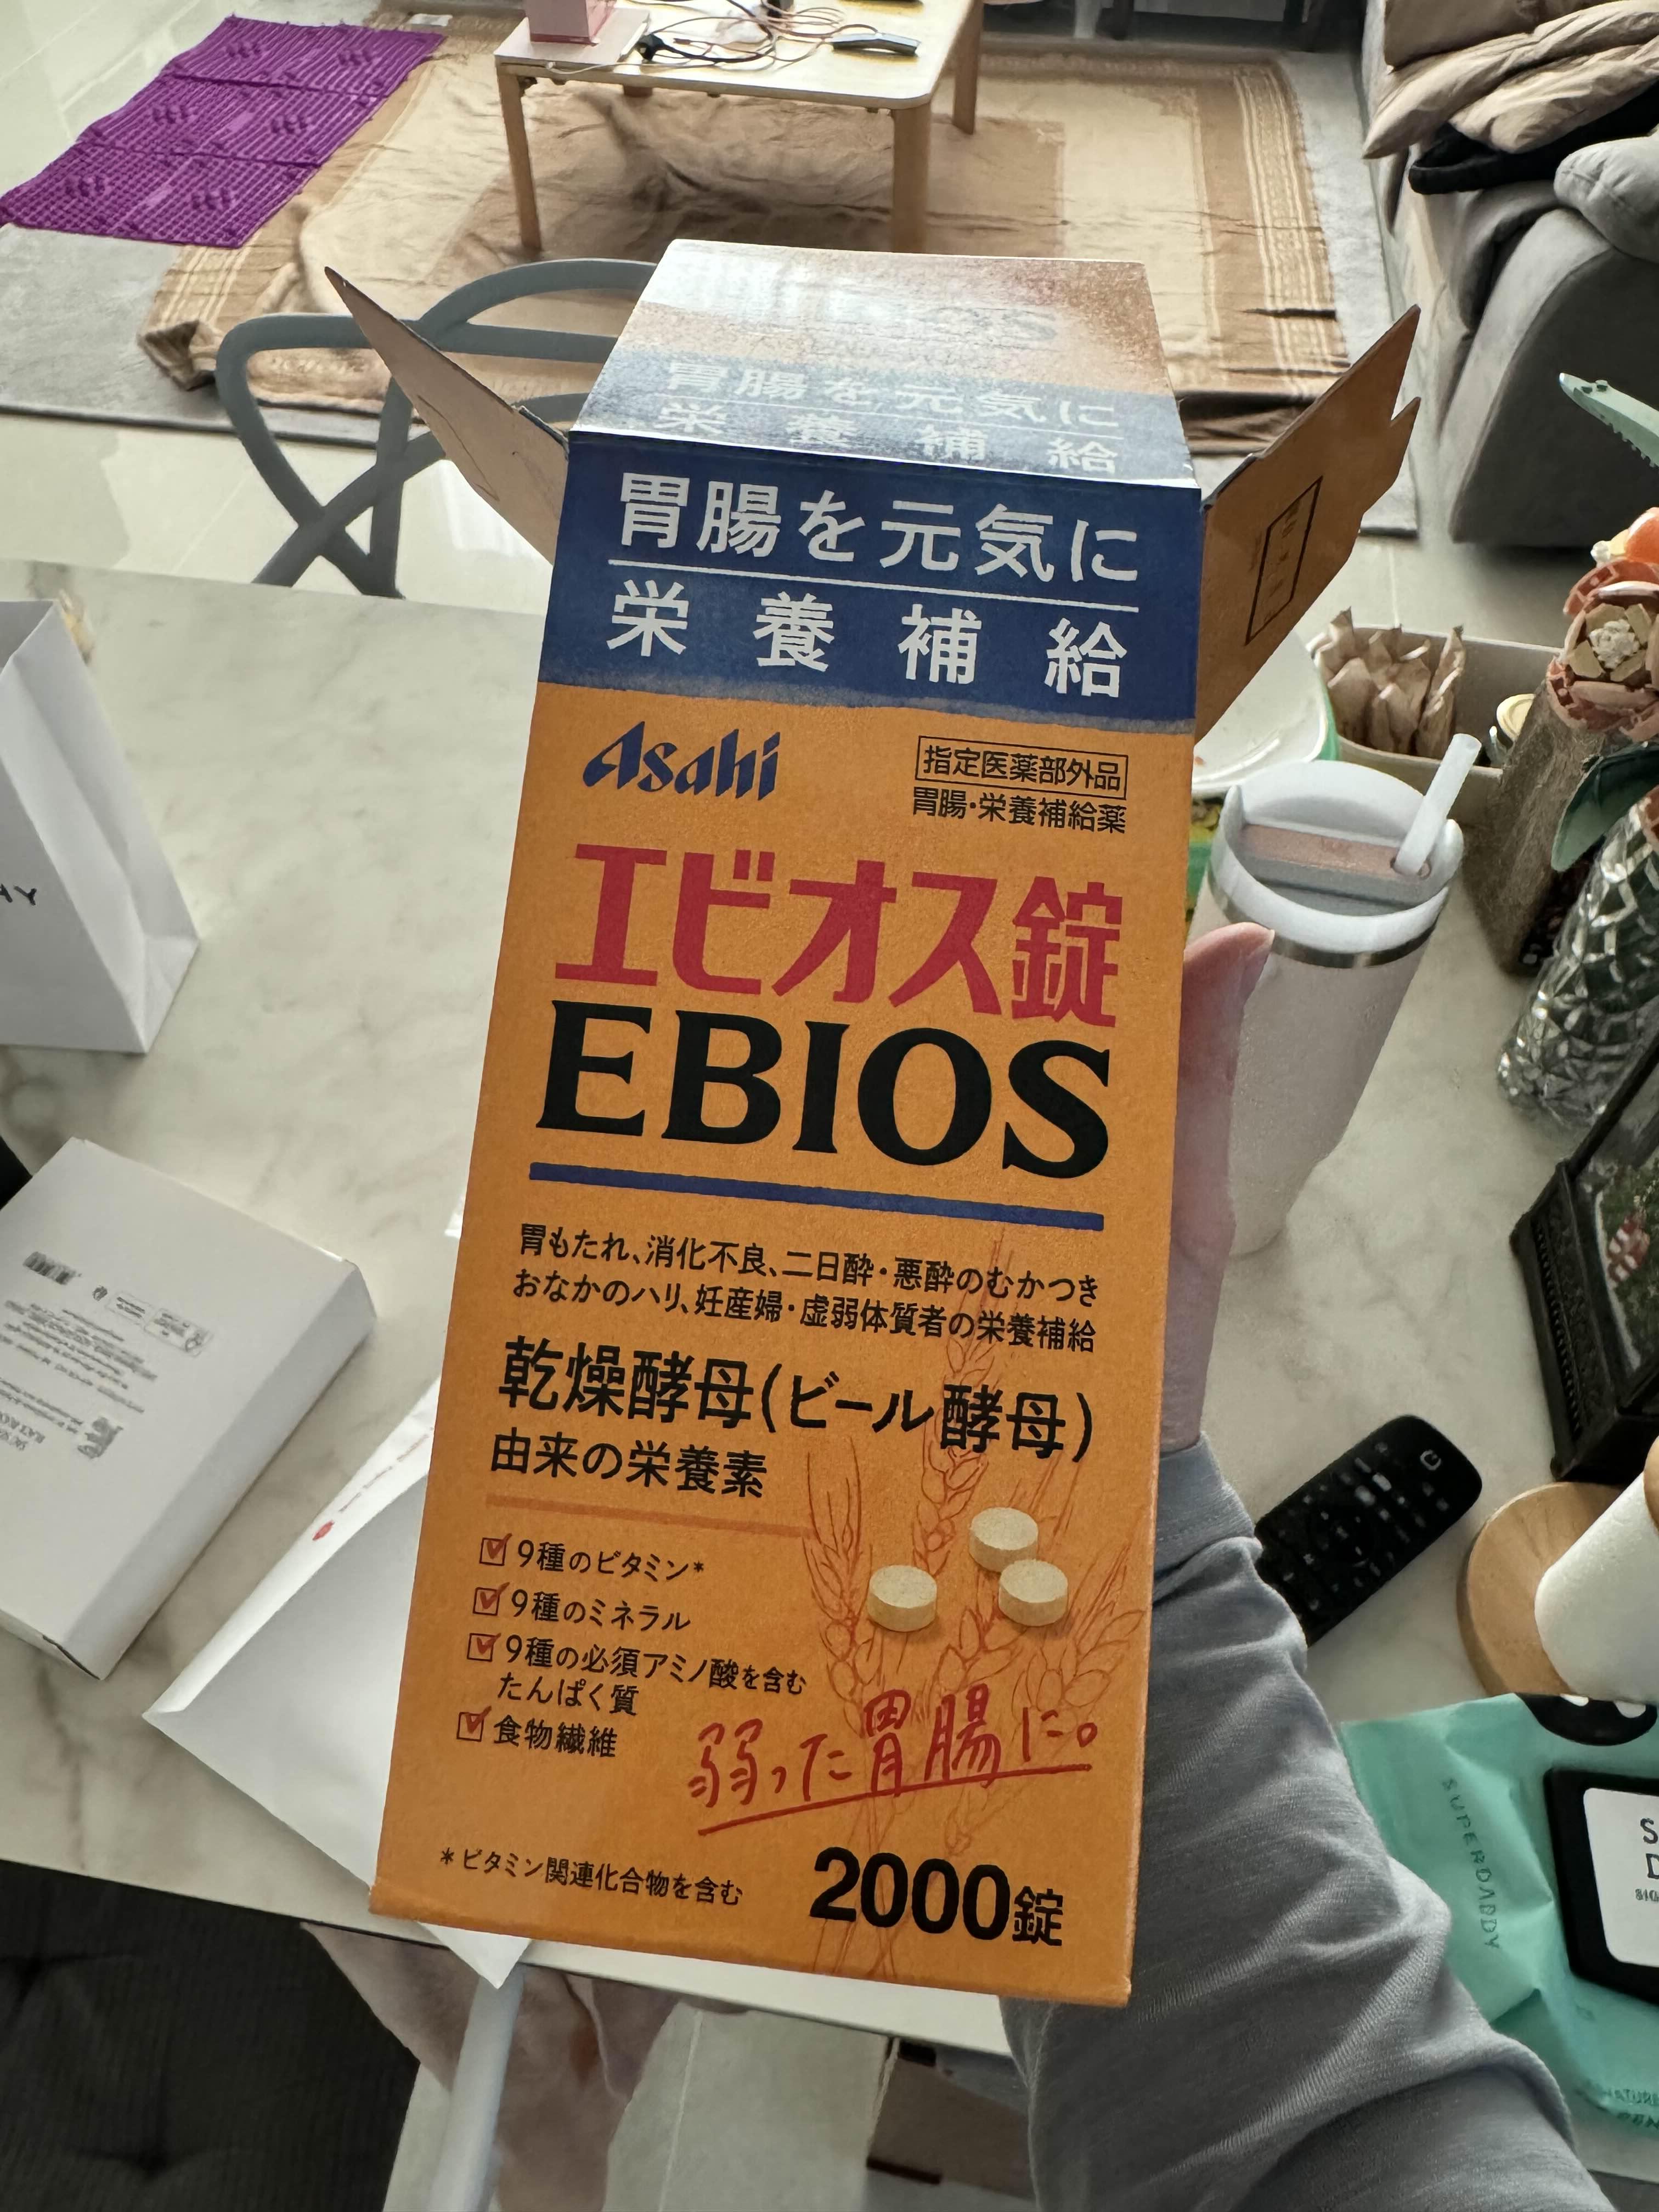 胃腸を元気に
栄養補給
胃腸を元気に
栄養補給
Asahi
指定医薬部外品
胃腸・栄養補給薬
エビオス錠
EBIOS
胃もたれ、消化不良、二日酔・悪酔のむかつき
おなかのハリ、妊産婦・虚弱体質者の栄養補給
乾燥酵母(ビール酵母)
由来の栄養素
9種のビタミン*
9種のミネラル
9種の必須アミノ酸を含む
たんぱく質
食物繊維
弱った胃腸に。
*ビタミン関連化合物を含む
2000錠
SUPERDADDY